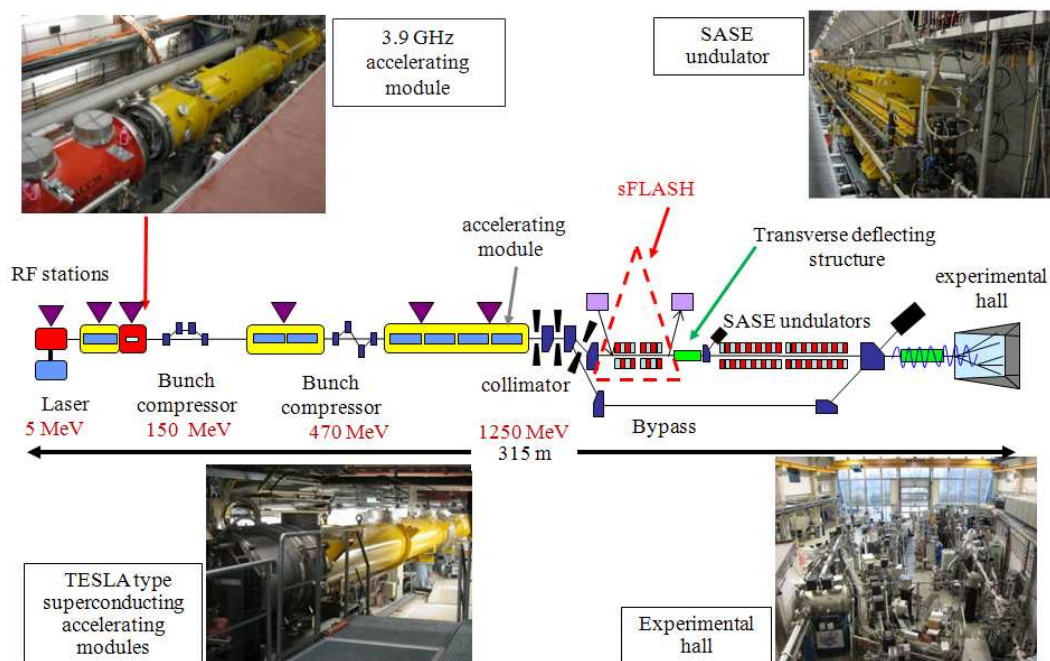 3.9 GHz
accelerating
module
SASE
undulator
sFLASH
accelerating
module
Transverse deflecting
structure
RF stations
experimental
hall
SASE undulators
collimator
Bunch
compressor
Bunch
compressor
Laser
Bypass
5 MeV
150 MeV
470 MeV
1250 MeV
315 m
TESLA type
superconducting
accelerating
modules
Experimental
hall